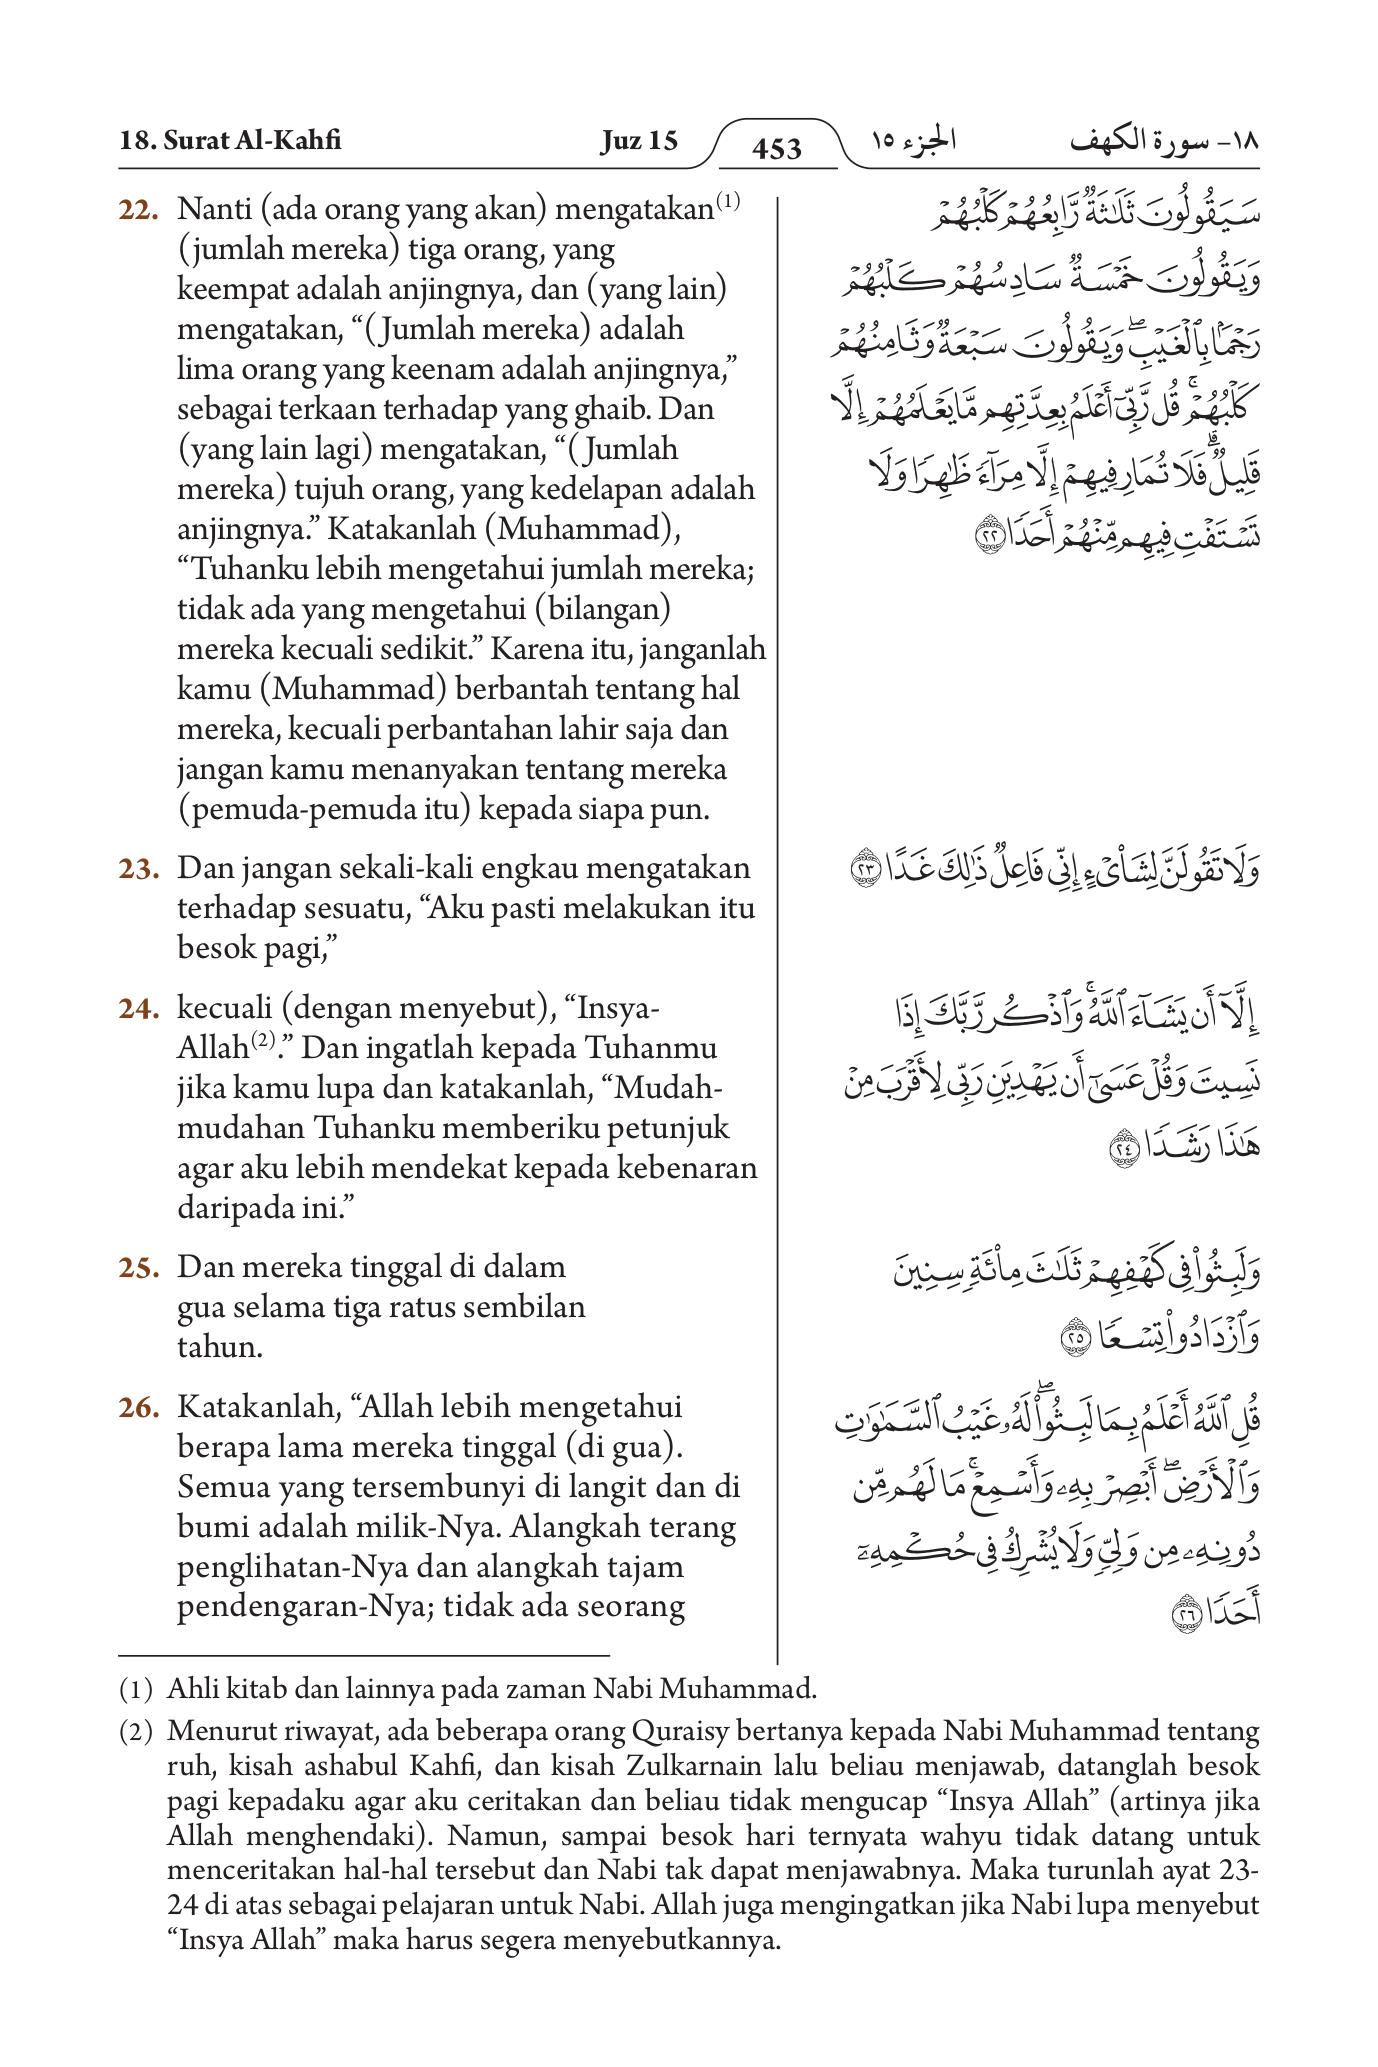 18. Surat Al-Kahfi Juz 15 453 الجزء ١٥ ١٨- سورة الكهف
22. Nanti (ada orang yang akan) mengatakan(1)
(jumlah mereka) tiga orang, yang
keempat adalah anjingnya, dan (yang lain)
mengatakan, “(Jumlah mereka) adalah
lima orang yang keenam adalah anjingnya,”
sebagai terkaan terhadap yang ghaib. Dan
(yang lain lagi) mengatakan, “(Jumlah
mereka) tujuh orang, yang kedelapan adalah
anjingnya.” Katakanlah (Muhammad),
“Tuhanku lebih mengetahui jumlah mereka;
tidak ada yang mengetahui (bilangan)
mereka kecuali sedikit.” Karena itu, janganlah
kamu (Muhammad) berbantah tentang hal
mereka, kecuali perbantahan lahir saja dan
jangan kamu menanyakan tentang mereka
(pemuda-pemuda itu) kepada siapa pun.
سَيَقُولُونَ ثَلَٰثَةٌ رَّابِعُهُمْ كَلْبُهُمْ
وَيَقُولُونَ خَمْسَةٌ سَادِسُهُمْ كَلْبُهُمْ
رَجْمًۢا بِٱلْغَيْبِۖ وَيَقُولُونَ سَبْعَةٌ وَثَامِنُهُمْ
كَلْبُهُمْۚ قُل رَّبِّىٓ أَعْلَمُ بِعِدَّتِهِم مَّا يَعْلَمُهُمْ إِلَّا
قَلِيلٌۗ فَلَا تُمَارِ فِيهِمْ إِلَّا مِرَآءً ظَٰهِرًا وَلَا
تَسْتَفْتِ فِيهِم مِّنْهُمْ أَحَدًا ٢٢
23. Dan jangan sekali-kali engkau mengatakan
terhadap sesuatu, “Aku pasti melakukan itu
besok pagi,”
وَلَا تَقُولَنَّ لِشَا۟ىْءٍ إِنِّى فَاعِلٌ ذَٰلِكَ غَدًا ٢٣
24. kecuali (dengan menyebut), “Insya-
Allah(2).” Dan ingatlah kepada Tuhanmu
jika kamu lupa dan katakanlah, “Mudah-
mudahan Tuhanku memberiku petunjuk
agar aku lebih mendekat kepada kebenaran
daripada ini.”
إِلَّآ أَن يَشَآءَ ٱللَّهُۚ وَٱذْكُر رَّبَّكَ إِذَا
نَسِيتَ وَقُلْ عَسَىٰٓ أَن يَهْدِيَنِ رَبِّى لِأَقْرَبَ مِنْ
هَٰذَا رَشَدًا ٢٤
25. Dan mereka tinggal di dalam
gua selama tiga ratus sembilan
tahun.
وَلَبِثُوا۟ فِى كَهْفِهِمْ ثَلَٰثَ مِا۟ئَةٍ سِنِينَ
وَٱزْدَادُوا۟ تِسْعًا ٢٥
26. Katakanlah, “Allah lebih mengetahui
berapa lama mereka tinggal (di gua).
Semua yang tersembunyi di langit dan di
bumi adalah milik-Nya. Alangkah terang
penglihatan-Nya dan alangkah tajam
pendengaran-Nya; tidak ada seorang
قُلِ ٱللَّهُ أَعْلَمُ بِمَا لَبِثُوا۟ۖ لَهُۥ غَيْبُ ٱلسَّمَٰوَٰتِ
وَٱلْأَرْضِۖ أَبْصِرْ بِهِۦ وَأَسْمِعْۚ مَا لَهُم مِّن
دُونِهِۦ مِن وَلِىٍّ وَلَا يُشْرِكُ فِى حُكْمِهِۦٓ
أَحَدًا ٢٦
(1) Ahli kitab dan lainnya pada zaman Nabi Muhammad.
(2) Menurut riwayat, ada beberapa orang Quraisy bertanya kepada Nabi Muhammad tentang
ruh, kisah ashabul Kahfi, dan kisah Zulkarnain lalu beliau menjawab, datanglah besok
pagi kepadaku agar aku ceritakan dan beliau tidak mengucap “Insya Allah” (artinya jika
Allah menghendaki). Namun, sampai besok hari ternyata wahyu tidak datang untuk
menceritakan hal-hal tersebut dan Nabi tak dapat menjawabnya. Maka turunlah ayat 23-
24 di atas sebagai pelajaran untuk Nabi. Allah juga mengingatkan jika Nabi lupa menyebut
“Insya Allah” maka harus segera menyebutkannya.